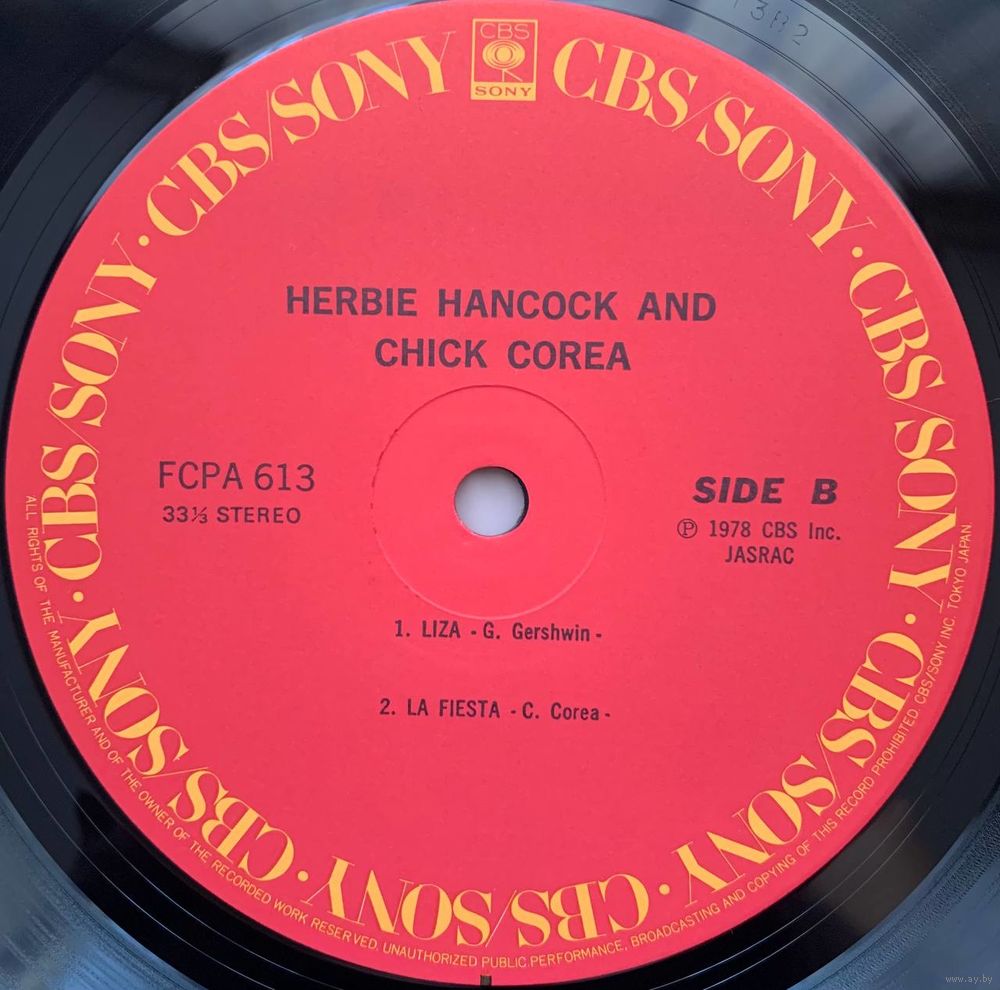 CBS
SONY
CBS/SONY · CBS/SONY · CBS/SONY · CBS/SONY · CBS/SONY · CBS/SONY · CBS/SONY · CBS/SONY
HERBIE HANCOCK AND
CHICK COREA
FCPA 613
33⅓ STEREO
SIDE B
Ⓟ 1978 CBS Inc.
JASRAC
1. LIZA - G. Gershwin -
2. LA FIESTA - C. Corea -
ALL RIGHTS OF THE MANUFACTURER AND OF THE OWNER OF THE RECORDED WORK RESERVED. UNAUTHORIZED PUBLIC PERFORMANCE, BROADCASTING AND COPYING OF THIS RECORD PROHIBITED. CBS/SONY INC. TOKYO JAPAN.
www.ay.by